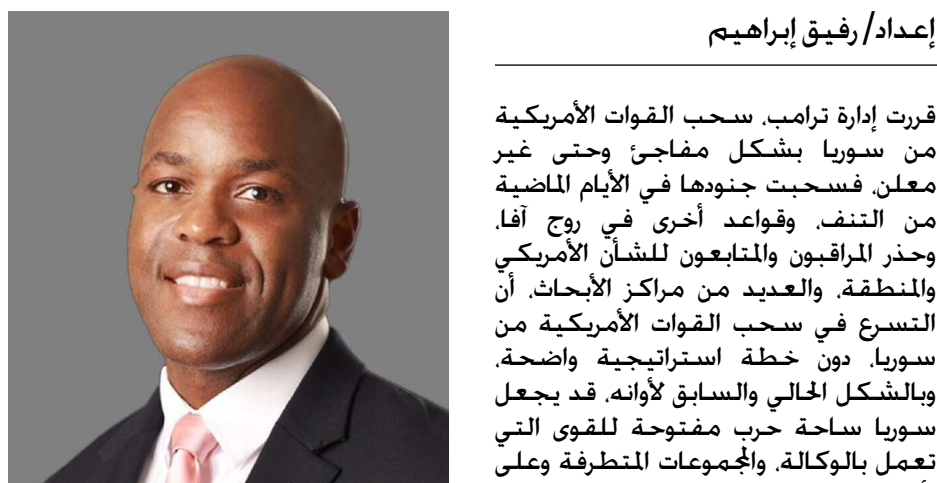 إعداد/ رفيق إبراهيم
قررت إدارة ترامب، سحب القوات الأمريكية
من سوريا بشكل مفاجئ وحتى غير
معلن، فسحبت جنودها في الأيام الماضية
من التنف، وقواعد أخرى في روج آفا،
وحذر المراقبون والمتابعون للشأن الأمريكي
والمنطقة، والعديد من مراكز الأبحاث، أن
التسرع في سحب القوات الأمريكية من
سوريا، دون خطة استراتيجية واضحة،
وبالشكل الحالي والسابق لأوانه، قد يجعل
سوريا ساحة حرب مفتوحة للقوى التي
تعمل بالوكالة، والمجموعات المتطرفة وعلى